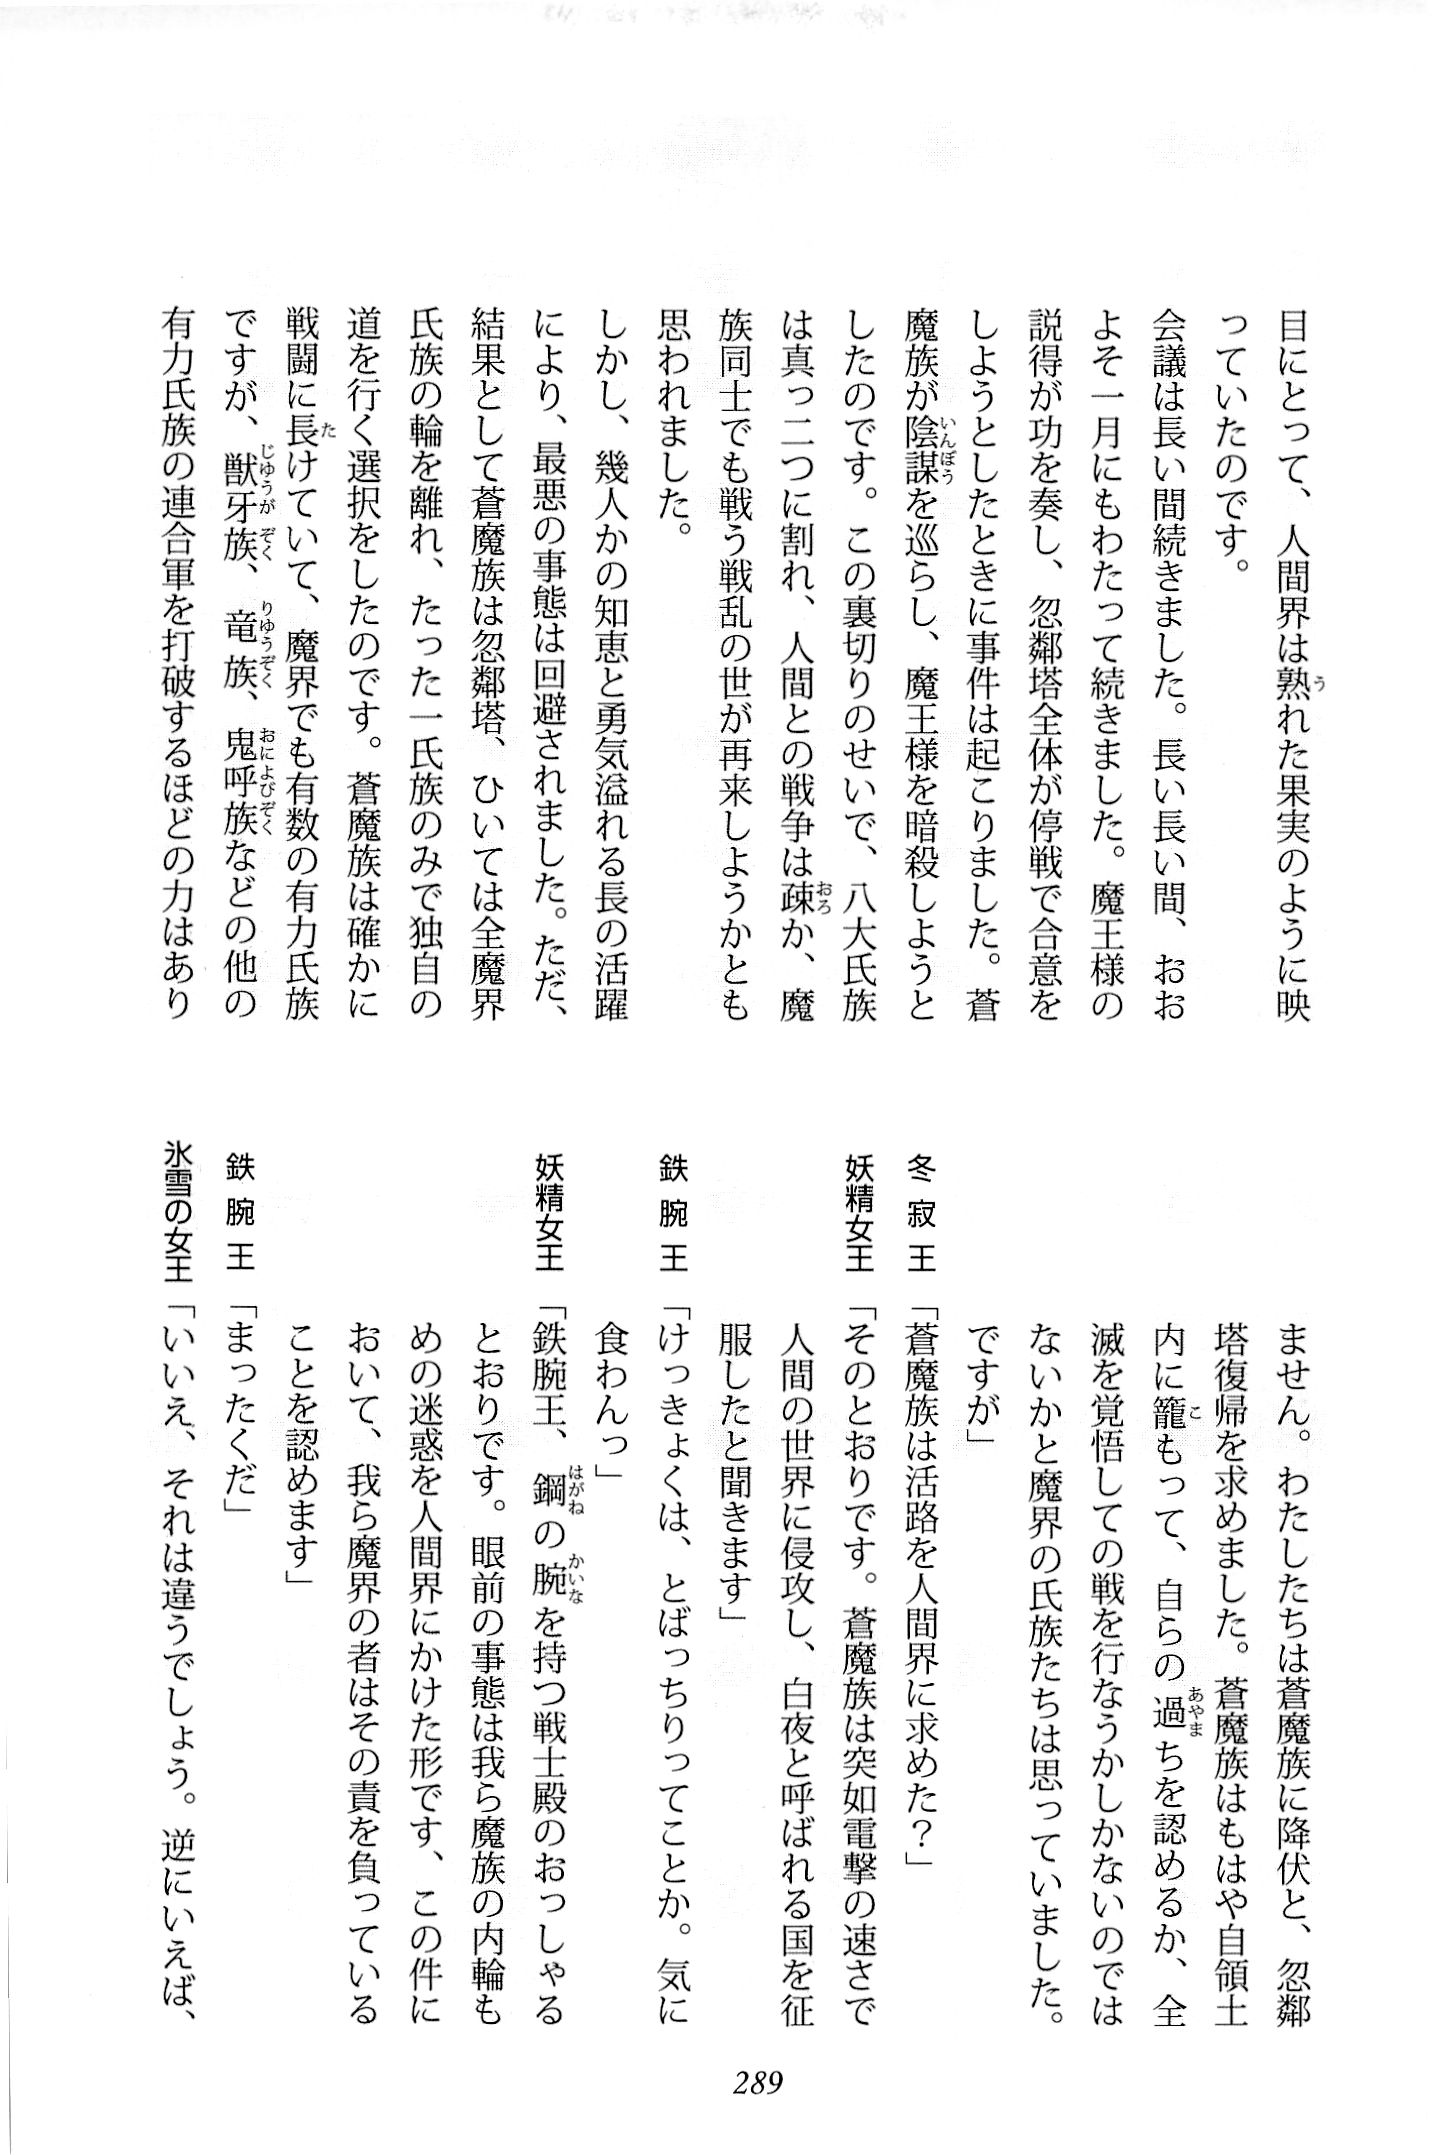 目にとって、人間界は熟れた果実のように映
っていたのです。
会議は長い間続きました。長い長い間、おお
よそ一月にもわたって続きました。魔王様の
説得が功を奏し、忽鄰塔全体が停戦で合意を
しようとしたときに事件は起こりました。蒼
魔族が陰謀を巡らし、魔王様を暗殺しようと
したのです。この裏切りのせいで、八大氏族
は真っ二つに割れ、人間との戦争は疎か、魔
族同士でも戦う戦乱の世が再来しようかとも
思われました。
しかし、幾人かの知恵と勇気溢れる長の活躍
により、最悪の事態は回避されました。ただ、
結果として蒼魔族は忽鄰塔、ひいては全魔界
氏族の輪を離れ、たった一氏族のみで独自の
道を行く選択をしたのです。蒼魔族は確かに
戦闘に長けていて、魔界でも有数の有力氏族
ですが、獣牙族、竜族、鬼呼族などの他の
有力氏族の連合軍を打破するほどの力はあり
ません。わたしたちは蒼魔族に降伏と、忽鄰
塔復帰を求めました。蒼魔族はもはや自領土
内に籠もって、自らの過ちを認めるか、全
滅を覚悟しての戦を行なうかしかないのでは
ないかと魔界の氏族たちは思っていました。
ですが」
冬寂王「蒼魔族は活路を人間界に求めた？」
妖精女王「そのとおりです。蒼魔族は突如電撃の速さで
人間の世界に侵攻し、白夜と呼ばれる国を征
服したと聞きます」
鉄腕王「けっきょくは、とばっちりってことか。気に
食わんっ」
妖精女王「鉄腕王、鋼の腕を持つ戦士殿のおっしゃる
とおりです。眼前の事態は我ら魔族の内輪も
めの迷惑を人間界にかけた形です、この件に
おいて、我ら魔界の者はその責を負っている
ことを認めます」
鉄腕王「まったくだ」
氷雪の女王「いいえ、それは違うでしょう。逆にいえば、
289